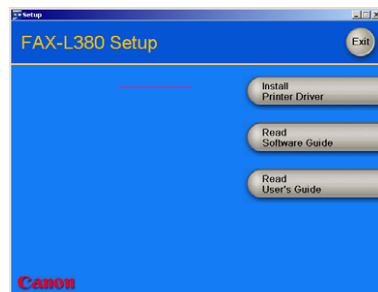 Setup
FAX-L380 Setup
Exit
Install
Printer Driver
Read
Software Guide
Read
User's Guide
Canon